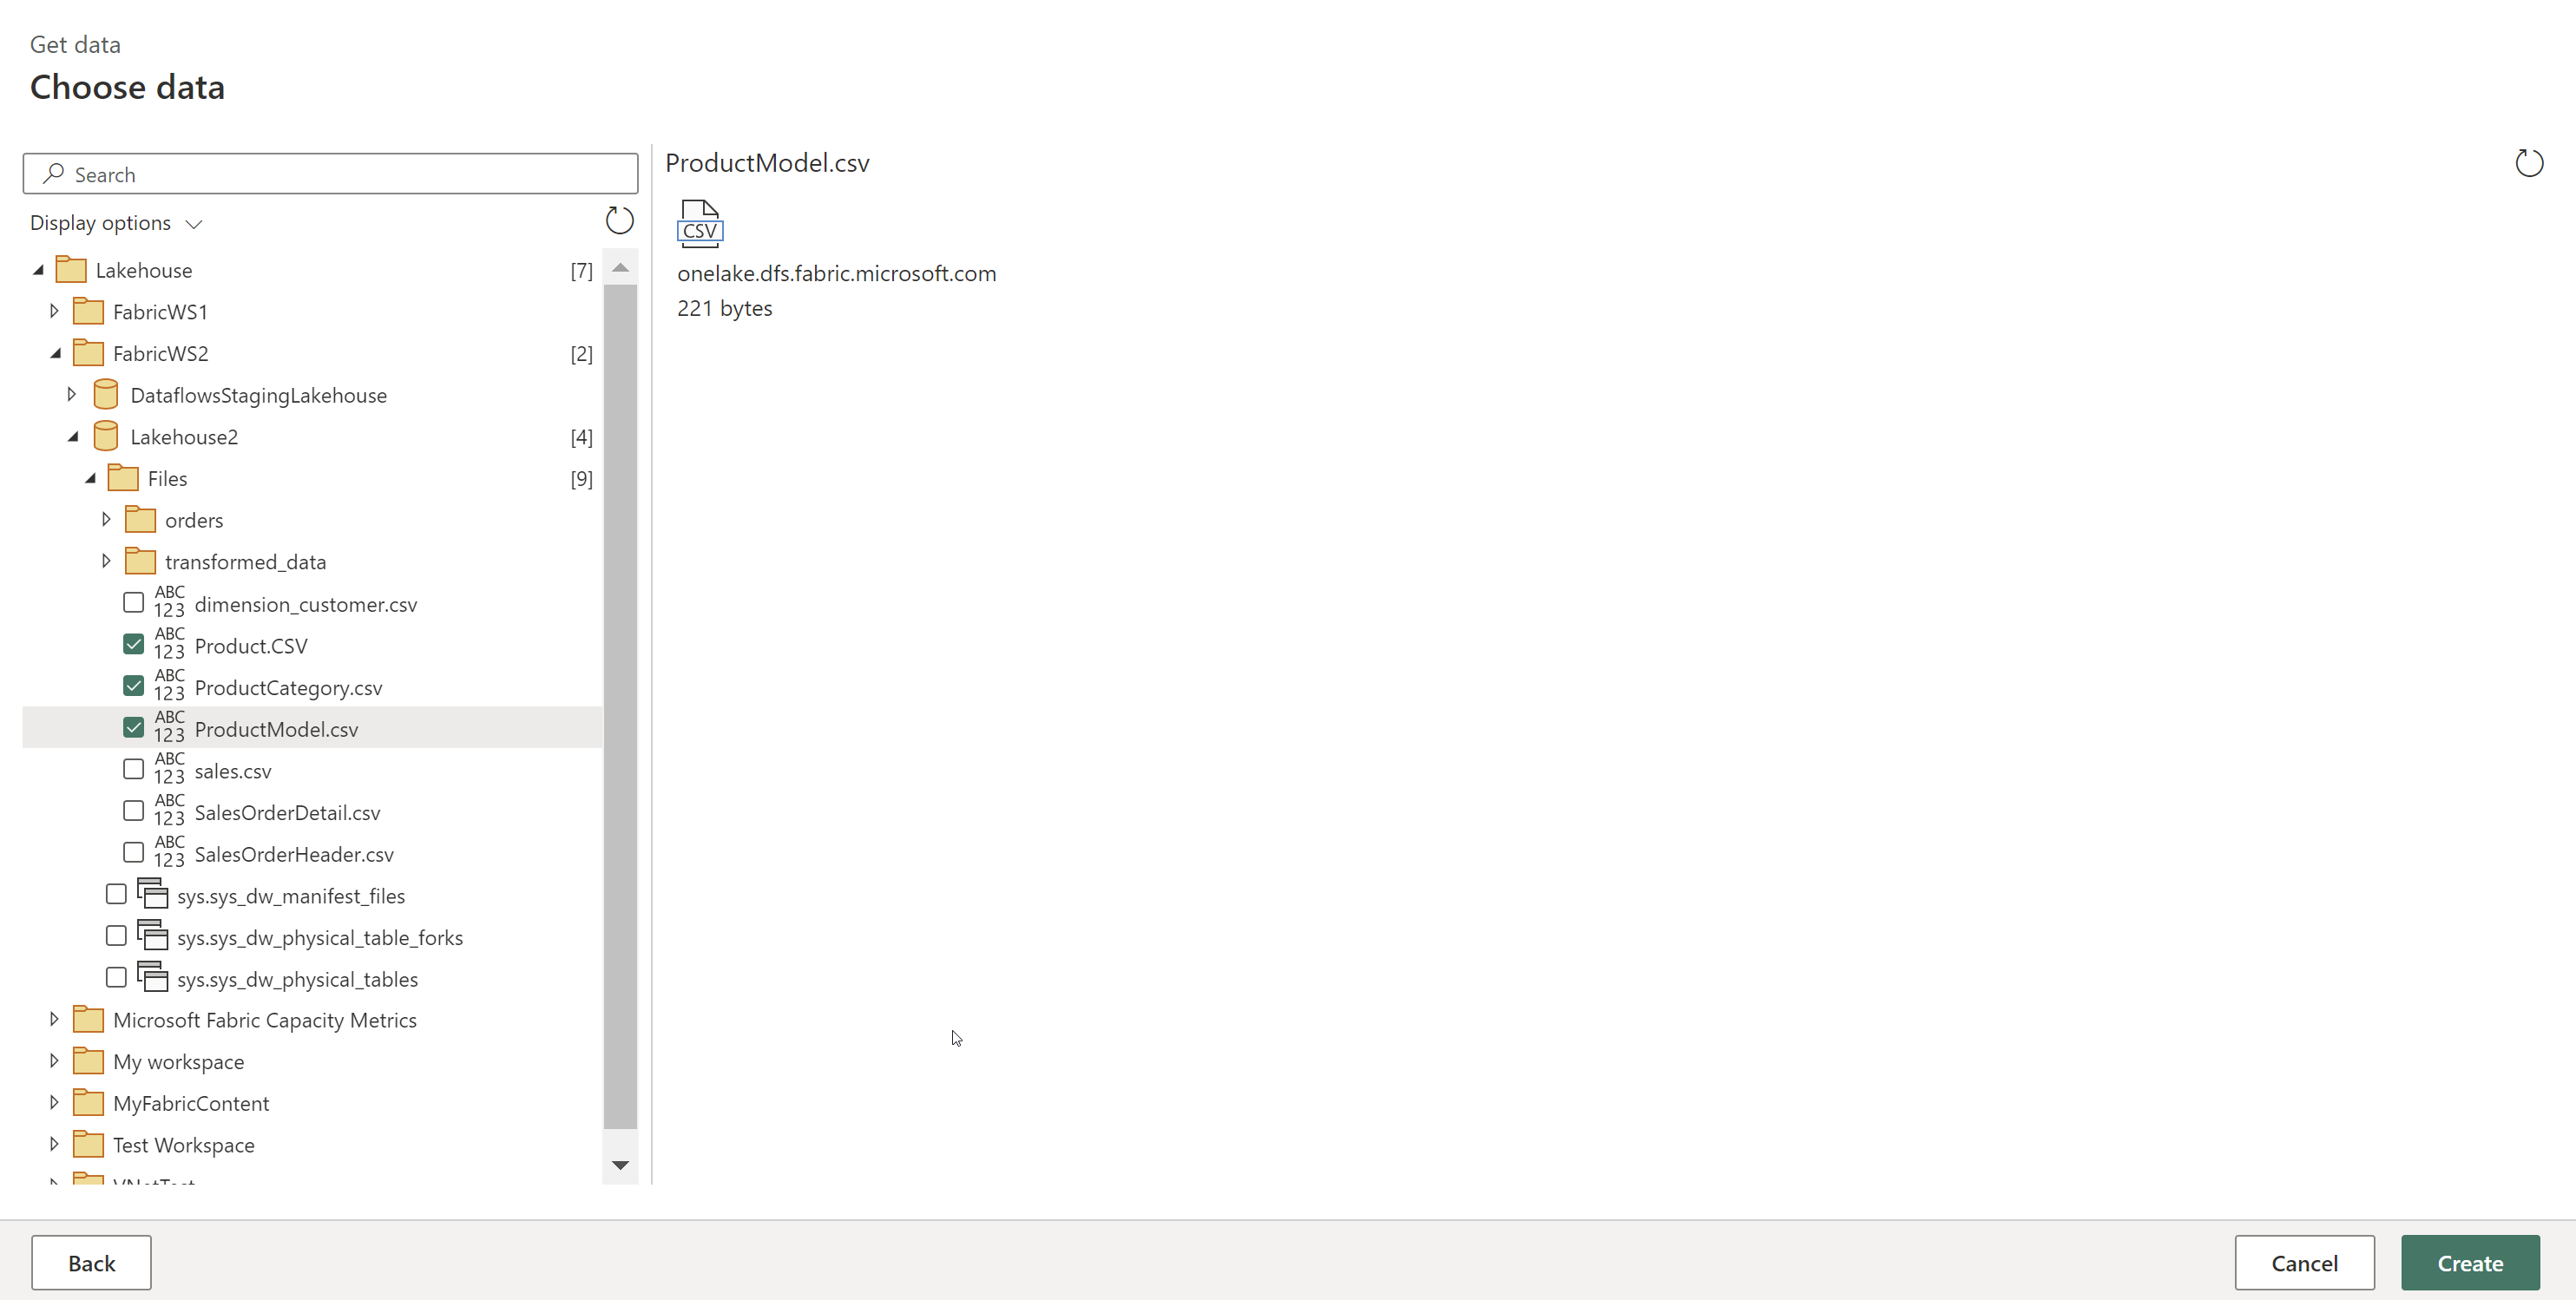 Get data
Choose data
Search
Display options
Lakehouse [7]
FabricWS1
FabricWS2 [2]
DataflowsStagingLakehouse
Lakehouse2 [4]
Files [9]
orders
transformed_data
ABC
123 dimension_customer.csv
ABC
123 Product.CSV
ABC
123 ProductCategory.csv
ABC
123 ProductModel.csv
ABC
123 sales.csv
ABC
123 SalesOrderDetail.csv
ABC
123 SalesOrderHeader.csv
sys.sys_dw_manifest_files
sys.sys_dw_physical_table_forks
sys.sys_dw_physical_tables
Microsoft Fabric Capacity Metrics
My workspace
MyFabricContent
Test Workspace
ProductModel.csv
CSV
onelake.dfs.fabric.microsoft.com
221 bytes
Back
Cancel
Create